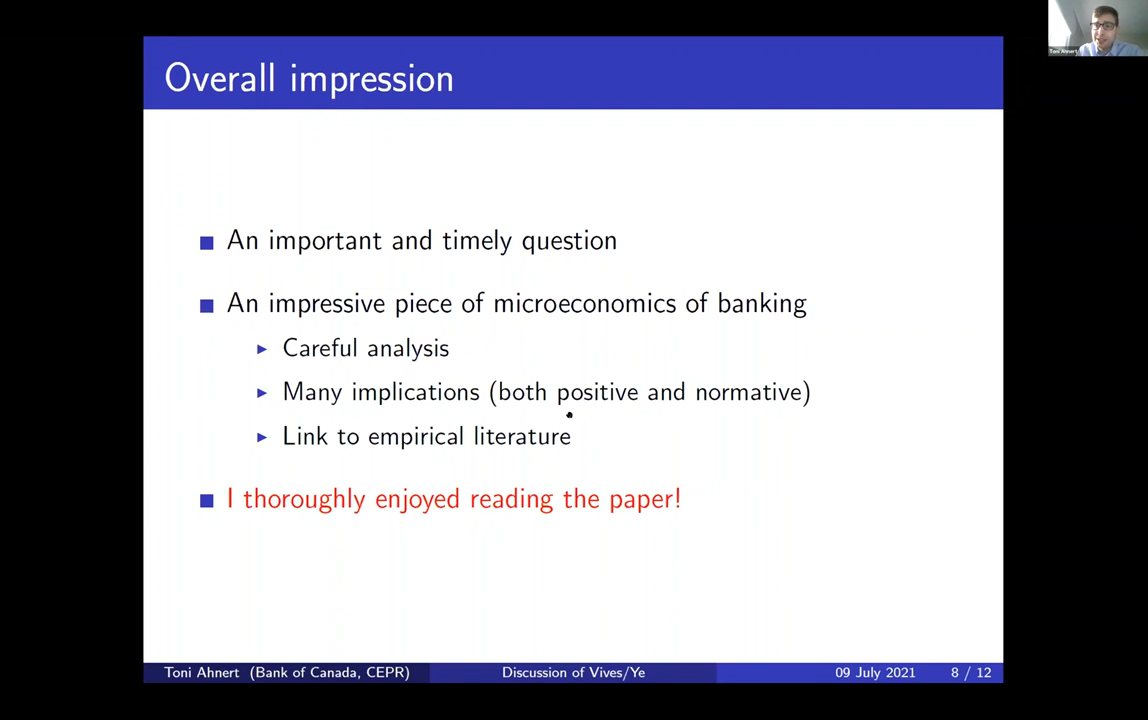 Toni Ahnert
Overall impression
An important and timely question
An impressive piece of microeconomics of banking
Careful analysis
Many implications (both positive and normative)
Link to empirical literature
I thoroughly enjoyed reading the paper!
Toni Ahnert (Bank of Canada, CEPR) Discussion of Vives/Ye 09 July 2021 8 / 12